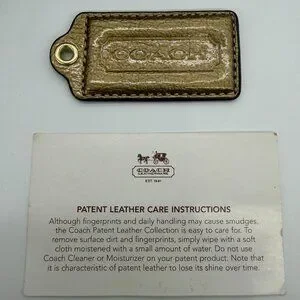 COACH
COACH
EST. 1941
PATENT LEATHER CARE INSTRUCTIONS
Although fingerprints and daily handling may cause smudges,
the Coach Patent Leather Collection is easy to care for. To
remove surface dirt and fingerprints, simply wipe with a soft
cloth moistened with a small amount of water. Do not use
Coach Cleaner or Moisturizer on your patent product. Note that
it is characteristic of patent leather to lose its shine over time.